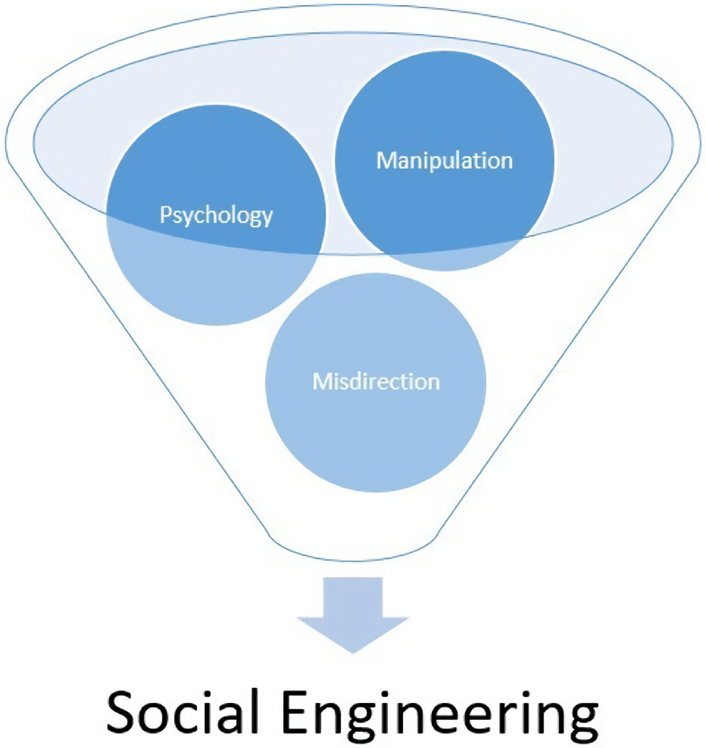 Manipulation
Psychology
Misdirection
Social Engineering